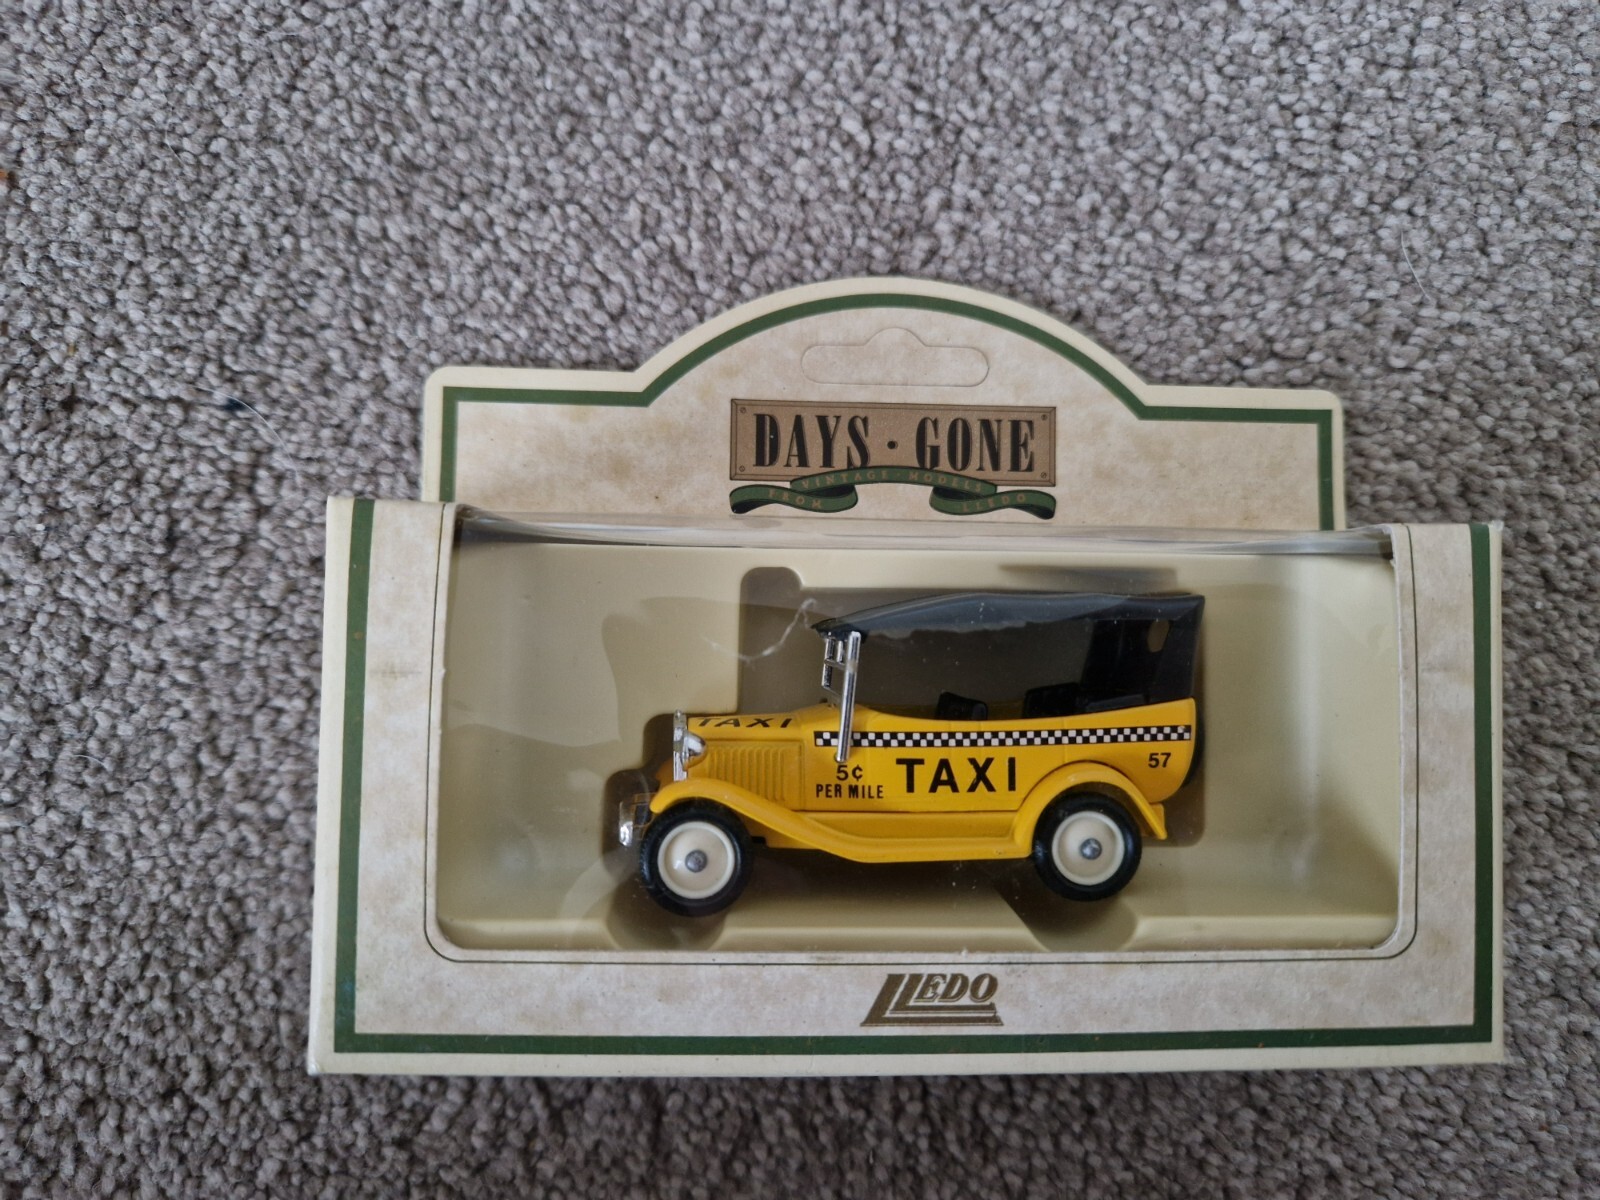 DAYS · GONE
VINTAGE · MODELS
FROM LLEDO
TAXI
5¢
PER MILE
TAXI
57
LLEDO